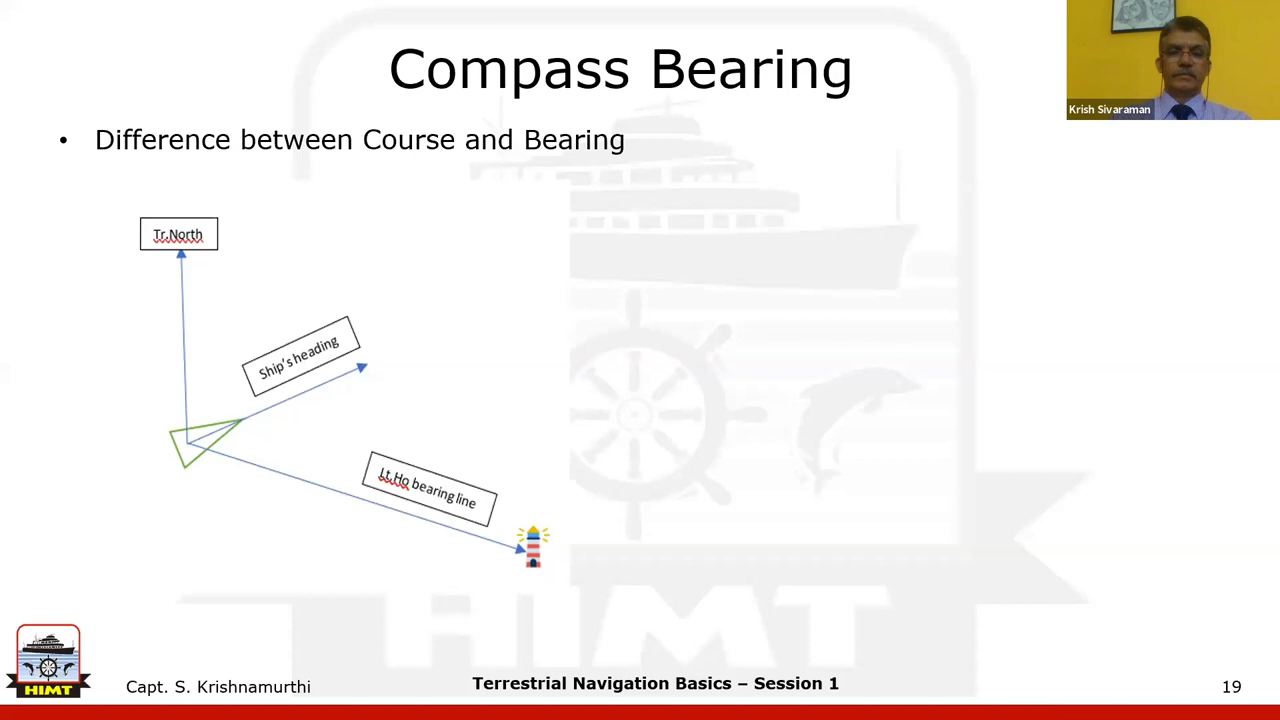 Compass Bearing
Krish Sivaraman
• Difference between Course and Bearing
Tr.North
Ship's heading
Lt.Ho bearing line
HIMT
HIMT
Capt. S. Krishnamurthi
Terrestrial Navigation Basics – Session 1
19